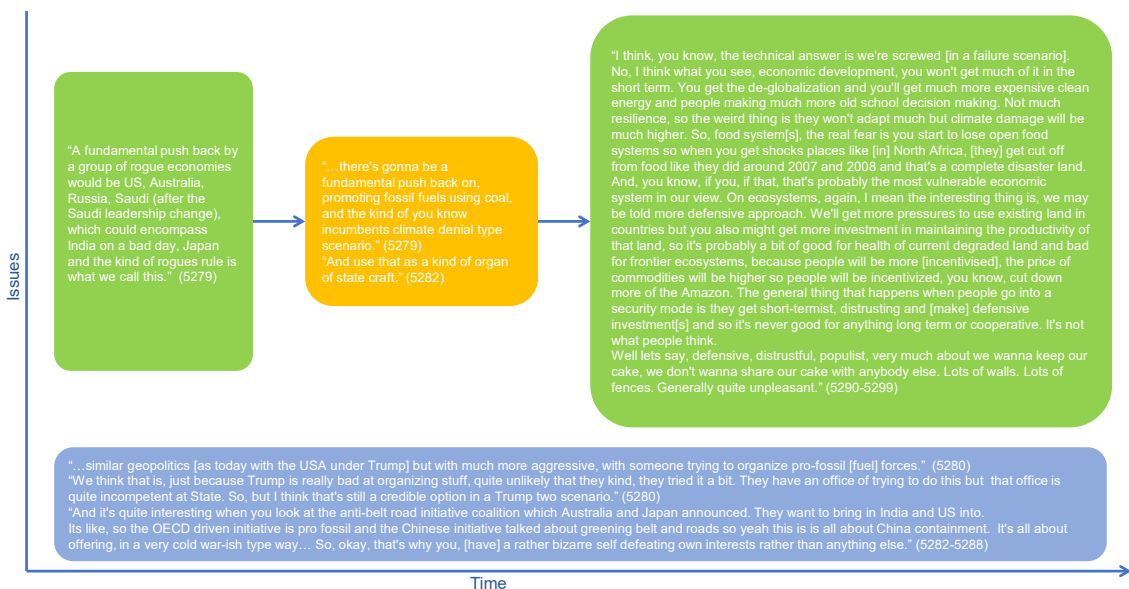 “A fundamental push back by
a group of rogue economies
would be US, Australia,
Russia, Saudi (after the
Saudi leadership change),
which could encompass
India on a bad day, Japan
and the kind of rogues rule is
what we call this.” (5279)
“…there's gonna be a
fundamental push back on,
promoting fossil fuels using coal,
and the kind of you know
incumbents climate denial type
scenario.” (5279)
“And use that as a kind of organ
of state craft.” (5282)
“I think, you know, the technical answer is we're screwed [in a failure scenario].
No, I think what you see, economic development, you won't get much of it in the
short term. You get the de-globalization and you'll get much more expensive clean
energy and people making much more old school decision making. Not much
resilience, so the weird thing is they won't adapt much but climate damage will be
much higher. So, food system[s], the real fear is you start to lose open food
systems so when you get shocks places like [in] North Africa, [they] get cut off
from food like they did around 2007 and 2008 and that's a complete disaster land.
And, you know, if you, if that, that's probably the most vulnerable economic
system in our view. On ecosystems, again, I mean the interesting thing is, we may
be told more defensive approach. We'll get more pressures to use existing land in
countries but you also might get more investment in maintaining the productivity of
that land, so it's probably a bit of good for health of current degraded land and bad
for frontier ecosystems, because people will be more [incentivised], the price of
commodities will be higher so people will be incentivized, you know, cut down
more of the Amazon. The general thing that happens when people go into a
security mode is they get short-termist, distrusting and [make] defensive
investment[s] and so it's never good for anything long term or cooperative. It's not
what people think.
Well lets say, defensive, distrustful, populist, very much about we wanna keep our
cake, we don't wanna share our cake with anybody else. Lots of walls. Lots of
fences. Generally quite unpleasant.” (5290-5299)
Issues
“…similar geopolitics [as today with the USA under Trump] but with much more aggressive, with someone trying to organize pro-fossil [fuel] forces.” (5280)
“We think that is, just because Trump is really bad at organizing stuff, quite unlikely that they kind, they tried it a bit. They have an office of trying to do this but that office is
quite incompetent at State. So, but I think that's still a credible option in a Trump two scenario.” (5280)
“And it's quite interesting when you look at the anti-belt road initiative coalition which Australia and Japan announced. They want to bring in India and US into.
Its like, so the OECD driven initiative is pro fossil and the Chinese initiative talked about greening belt and roads so yeah this is is all about China containment. It's all about
offering, in a very cold war-ish type way… So, okay, that's why you, [have] a rather bizarre self defeating own interests rather than anything else.” (5282-5288)
Time